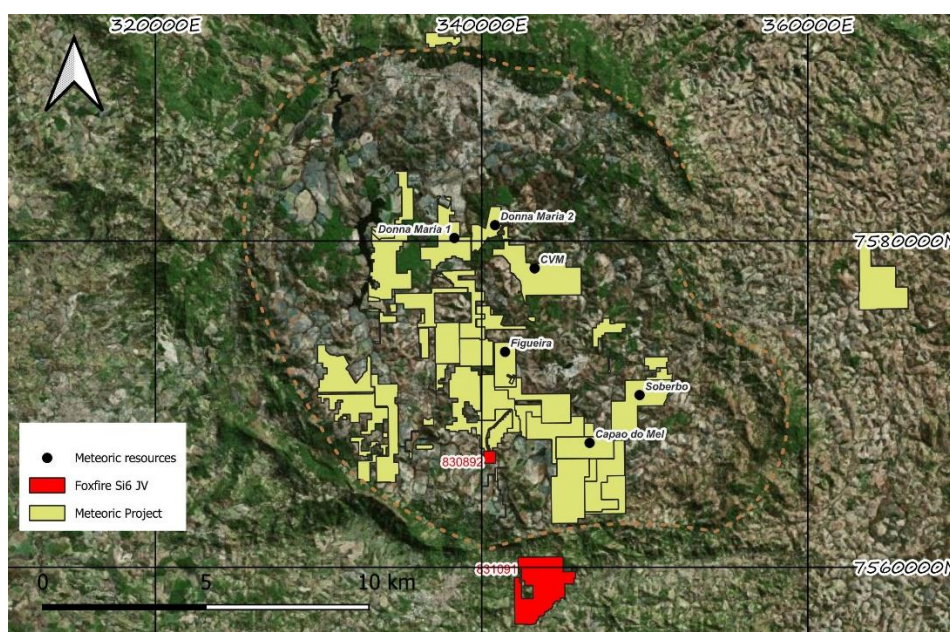 320000E 340000E 360000E
Donna Maria 2
Donna Maria 1
7580000N
CVM
Figueira
Soberbo
Capao do Mel
830892
Meteoric resources
Foxfire Si6 JV
Meteoric Project
831091
7560000N
0 5 10 km